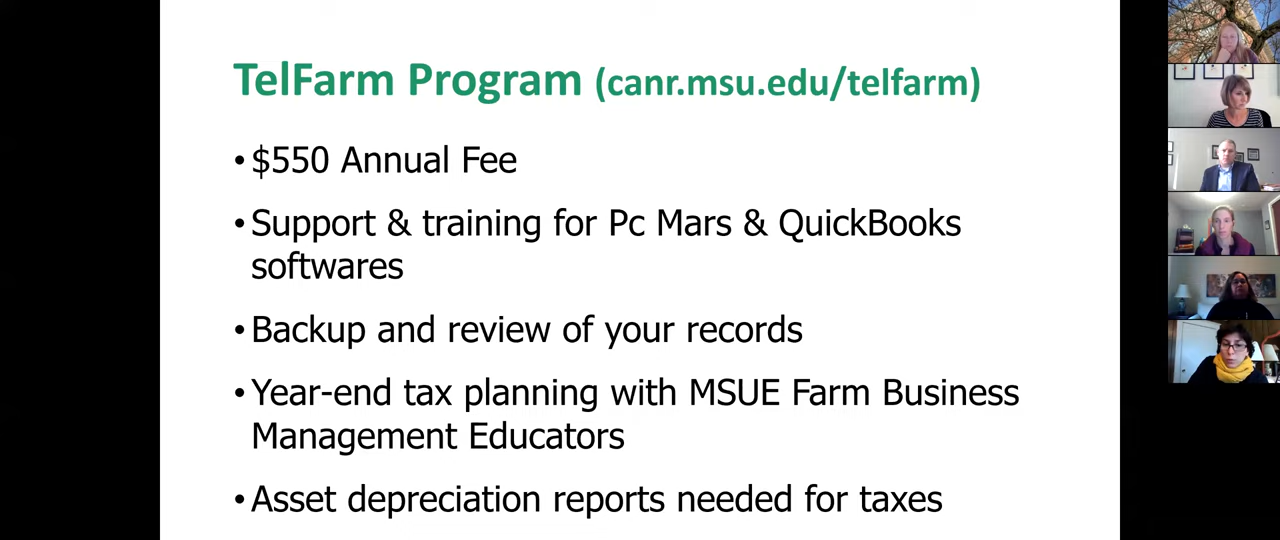 TelFarm Program (canr.msu.edu/telfarm)
•$550 Annual Fee
•Support & training for Pc Mars & QuickBooks
softwares
•Backup and review of your records
•Year-end tax planning with MSUE Farm Business
Management Educators
•Asset depreciation reports needed for taxes